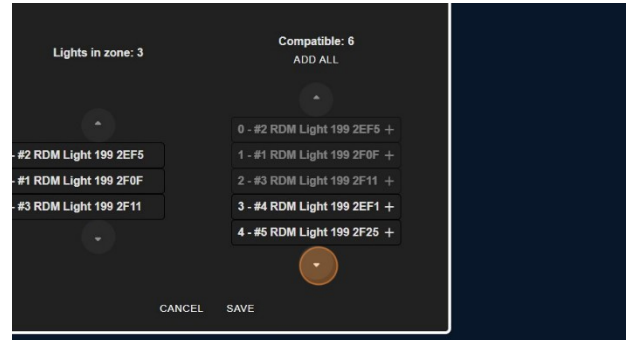 Lights in zone: 3
- #2 RDM Light 199 2EF5
- #1 RDM Light 199 2F0F
- #3 RDM Light 199 2F11
Compatible: 6
ADD ALL
0 - #2 RDM Light 199 2EF5 +
1 - #1 RDM Light 199 2F0F +
2 - #3 RDM Light 199 2F11 +
3 - #4 RDM Light 199 2EF1 +
4 - #5 RDM Light 199 2F25 +
CANCEL SAVE